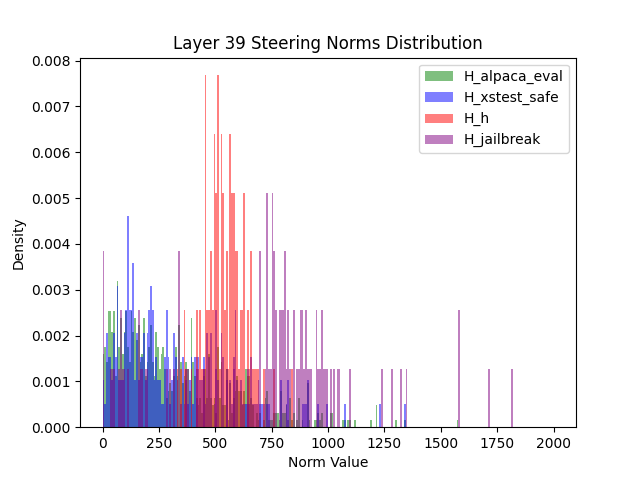 Layer 39 Steering Norms Distribution
H_alpaca_eval
H_xstest_safe
H_h
H_jailbreak
0.008
0.007
0.006
0.005
0.004
0.003
0.002
0.001
0.000
Density
0 250 500 750 1000 1250 1500 1750 2000
Norm Value